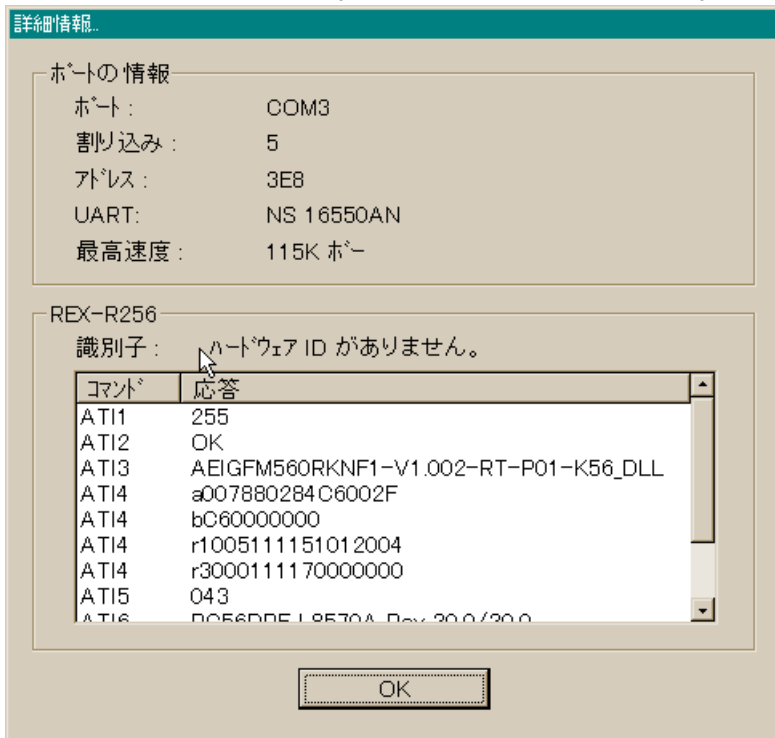 詳細情報..
ポートの情報
ポート:
COM3
割り込み:
5
アドレス:
3E8
UART:
NS 16550AN
最高速度:
115K ボー
REX-R256
識別子:
ハードウェア ID がありません。
コマンド 応答
ATI1 255
ATI2 OK
ATI3 AEIGFM560RKNF1-V1.002-RT-P01-K56_DLL
ATI4 a007880284C6002F
ATI4 bC60000000
ATI4 r1005111151012004
ATI4 r3000111170000000
ATI5 043
ATI6
OK